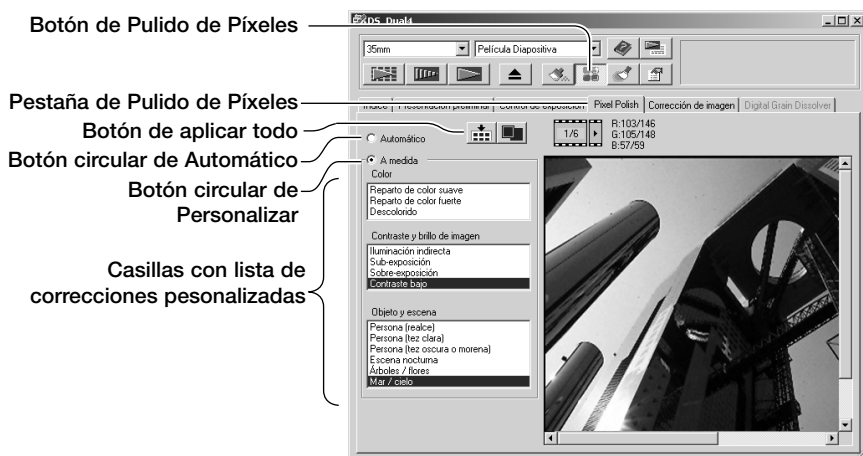 Botón de Pulido de Píxeles
Pestaña de Pulido de Píxeles
Botón de aplicar todo
Botón circular de Automático
Botón circular de
Personalizar
Casillas con lista de
correcciones pesonalizadas
DS_Dual4
35mm
Película Diapositiva
Índice
Presentación preliminar
Control de exposición
Pixel Polish
Corrección de imagen
Digital Grain Dissolver
Automático
1/6
R:103/146
G:105/148
B:57/59
A medida
Color
Reparto de color suave
Reparto de color fuerte
Descolorido
Contraste y brillo de imagen
Iluminación indirecta
Sub-exposición
Sobre-exposición
Contraste bajo
Objeto y escena
Persona (realce)
Persona (tez clara)
Persona (tez oscura o morena)
Escena nocturna
Árboles / flores
Mar / cielo